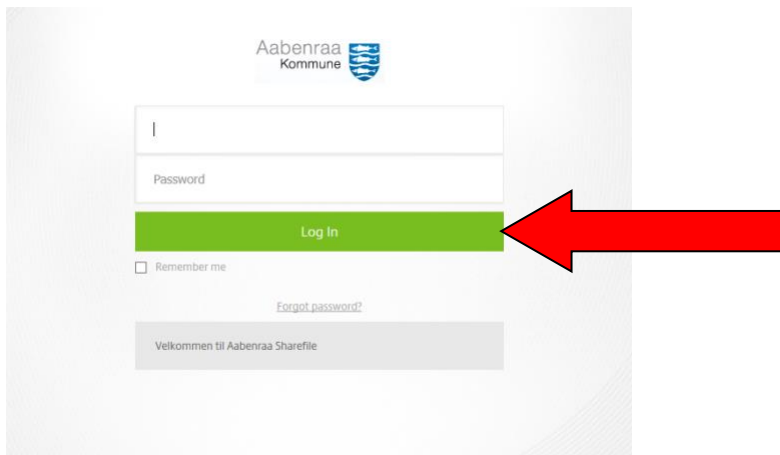 Aabenraa
Kommune
Password
Log In
Remember me
Forgot password?
Velkommen til Aabenraa Sharefile